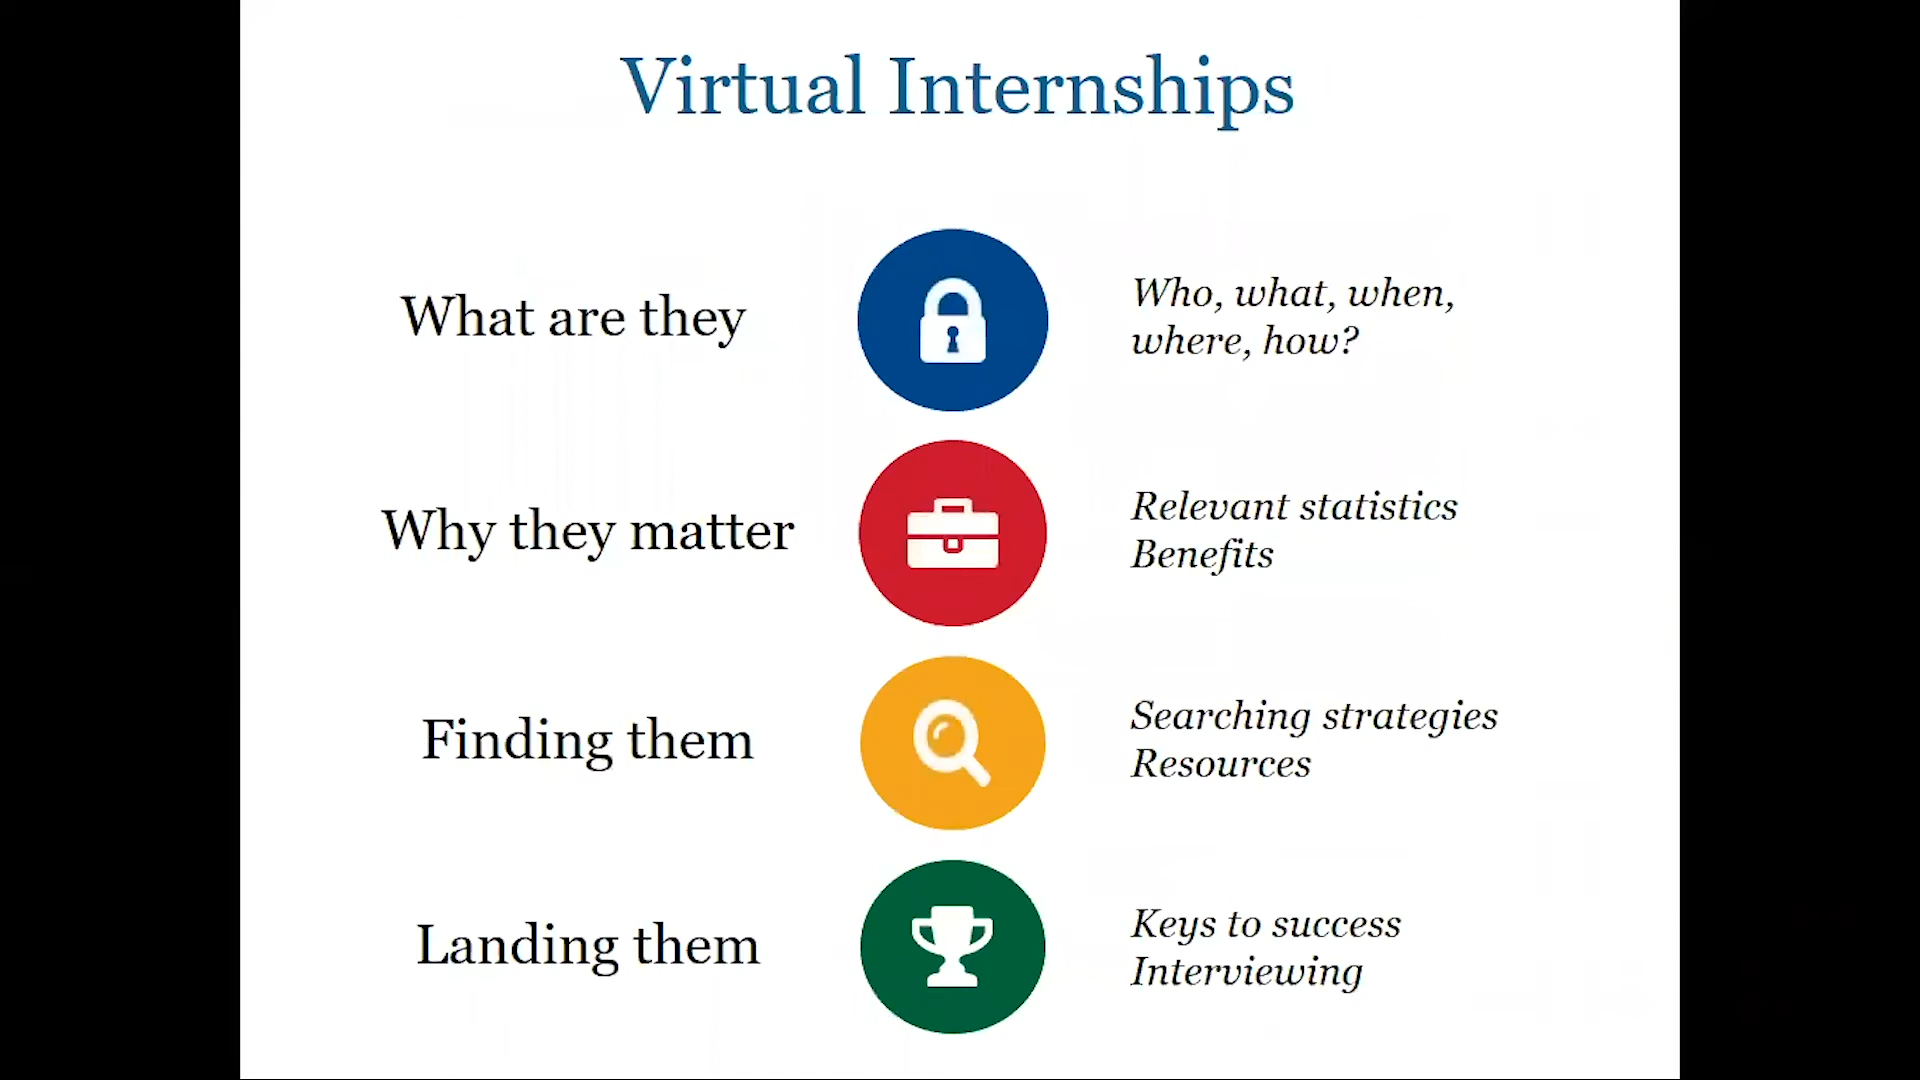 Virtual Internships
What are they
Who, what, when,
where, how?
Why they matter
Relevant statistics
Benefits
Finding them
Searching strategies
Resources
Landing them
Keys to success
Interviewing